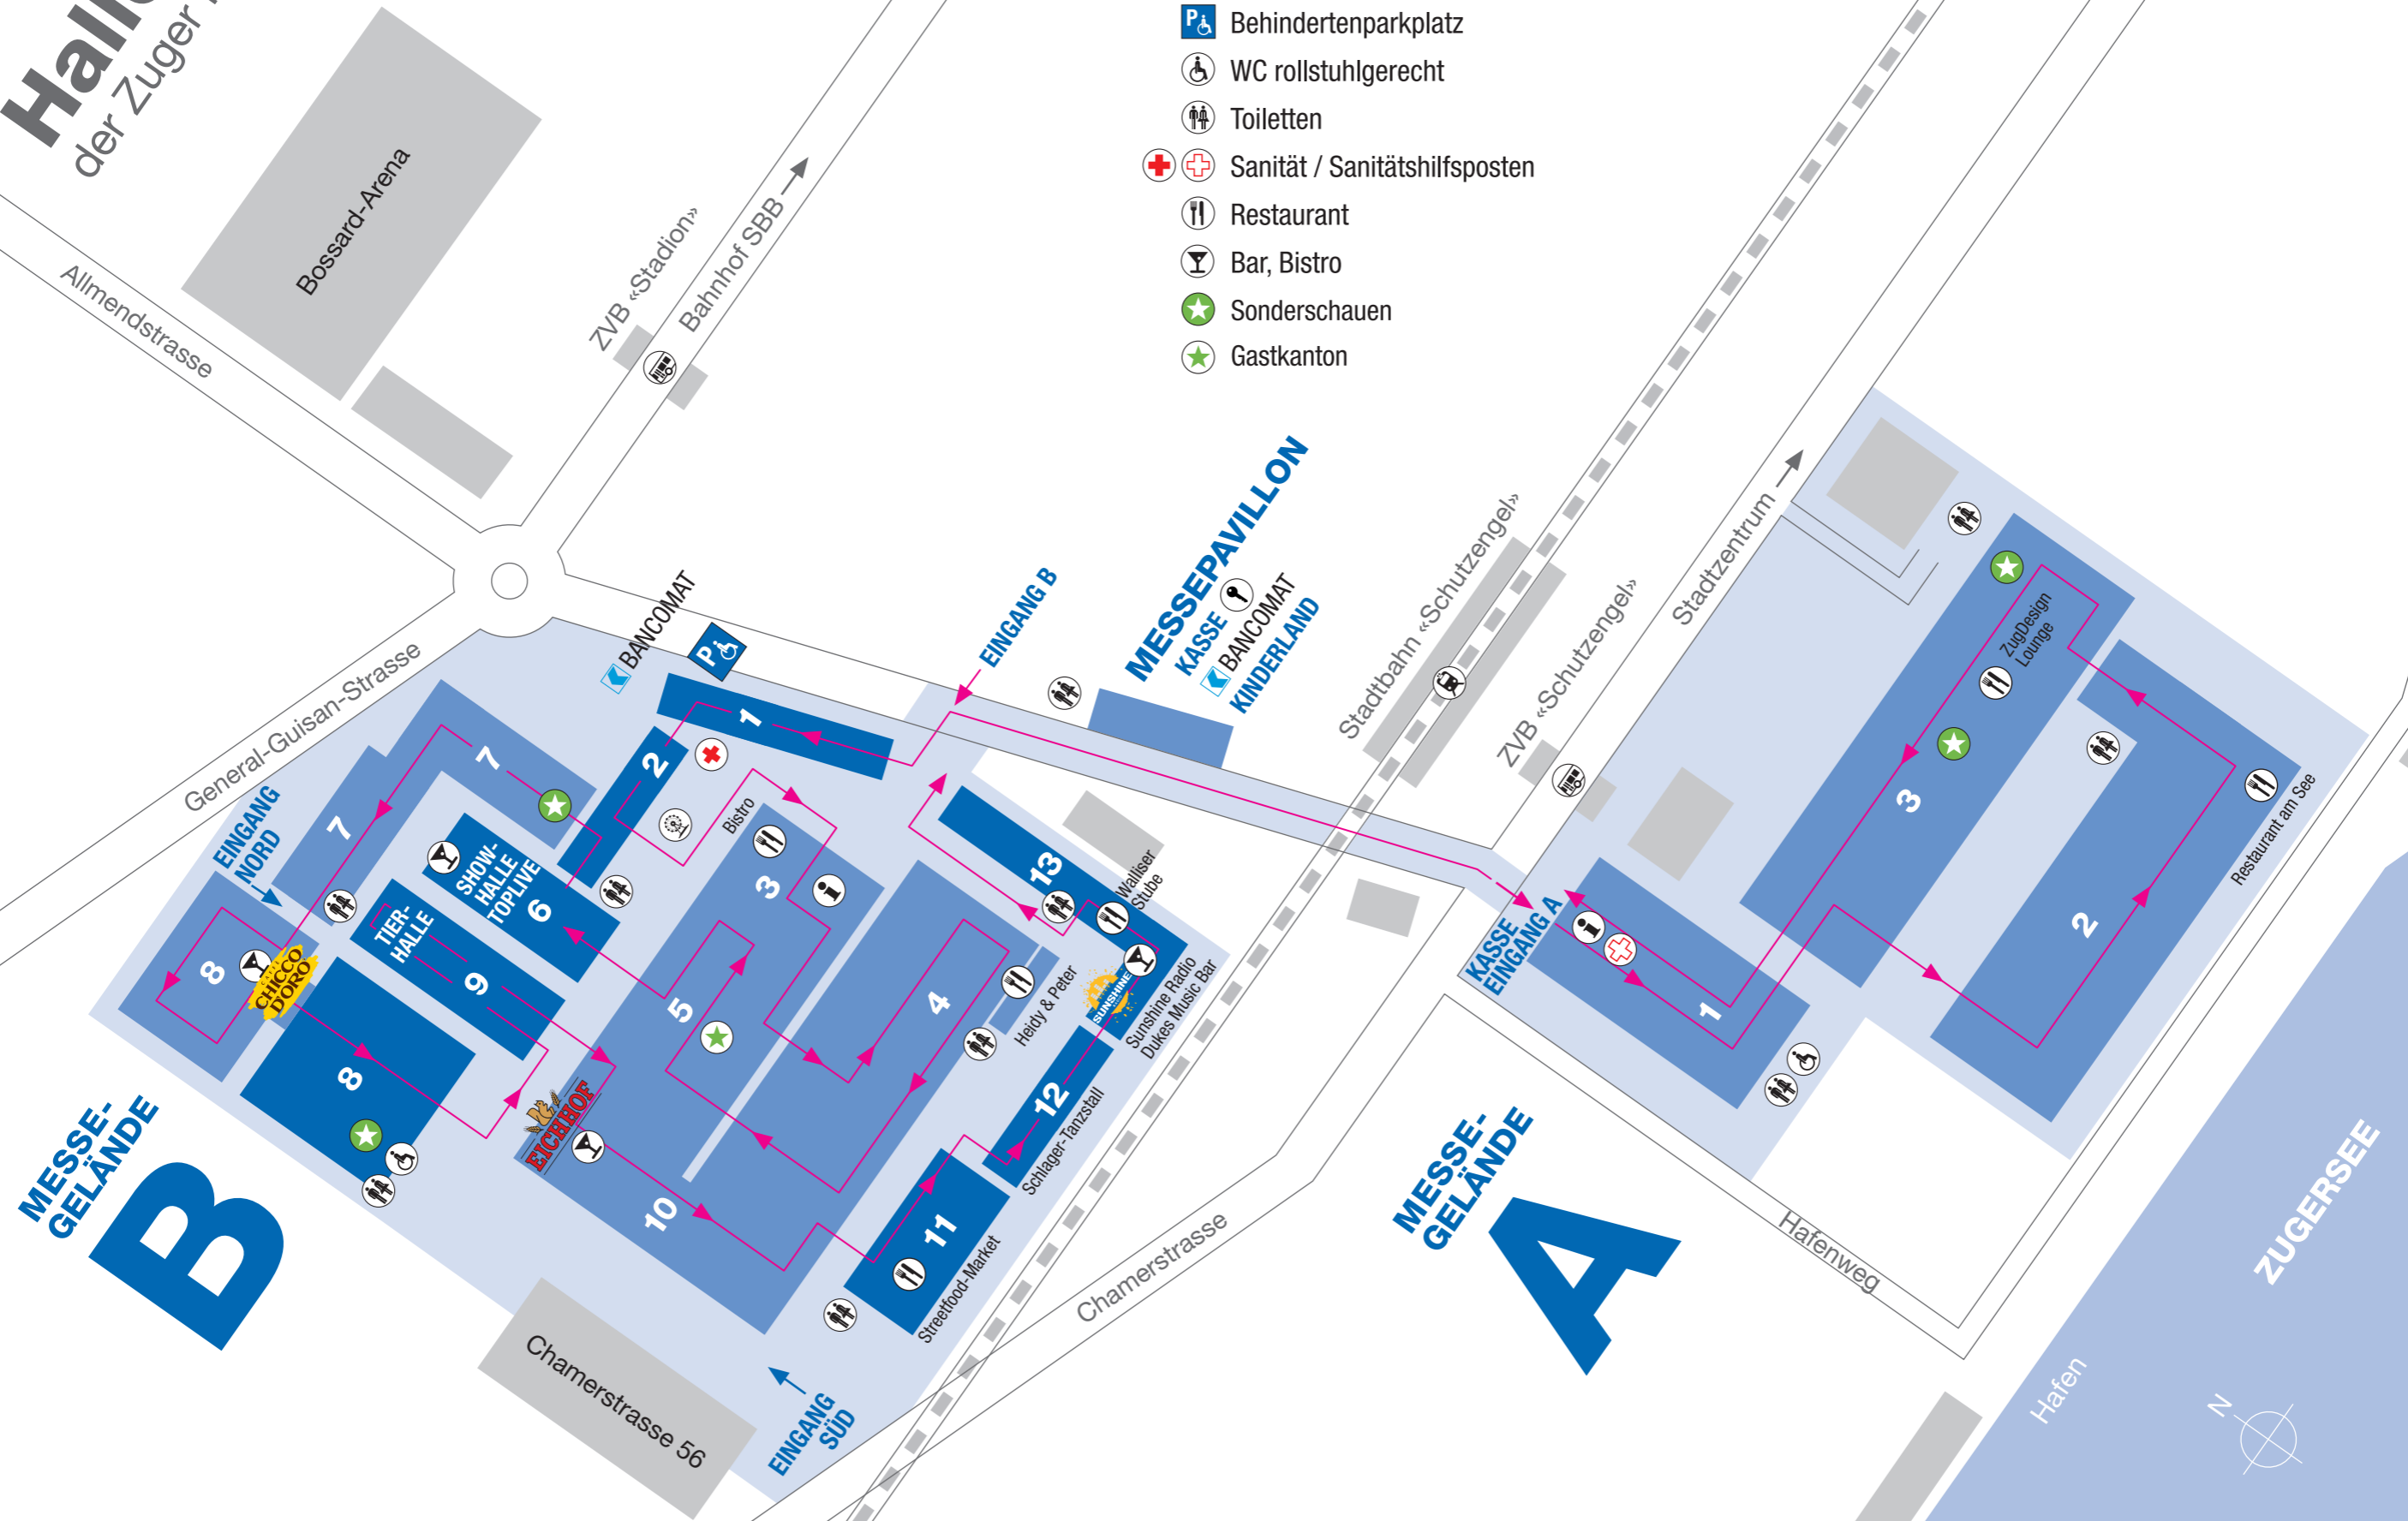 der Zuger
Behindertenparkplatz
WC rollstuhlgerecht
Toiletten
Sanität / Sanitätshilfsposten
Restaurant
Bar, Bistro
Sonderschauen
Gastkanton
Bossard-Arena
Allmendstrasse
ZVB «Stadion»
Bahnhof SBB
General-Guisan-Strasse
BANCOMAT
P
EINGANG B
MESSEPAVILLON
KASSE
BANCOMAT
KINDERLAND
Stadtbahn «Schutzengel»
ZVB «Schutzengel»
Stadtzentrum
EINGANG
NORD
7
7
1
2
Bistro
3
SHOW-
HALLE
TOPLIVE
6
TIER-
HALLE
9
8
CAFFÈ
CHICCO
D'ORO
8
5
4
10
EICHHOF
13
Walliser
Stube
Heidy & Peter
SUNSHINE
Sunshine Radio
Dukes Music Bar
12
Schlager-Tanzstall
11
Streetfood-Market
MESSE-
GELÄNDE
B
Chamerstrasse 56
EINGANG
SÜD
Chamerstrasse
KASSE
EINGANG A
1
ZugDesign
Lounge
3
2
Restaurant am See
MESSE-
GELÄNDE
A
Hafenweg
ZUGERSEE
Hafen
N